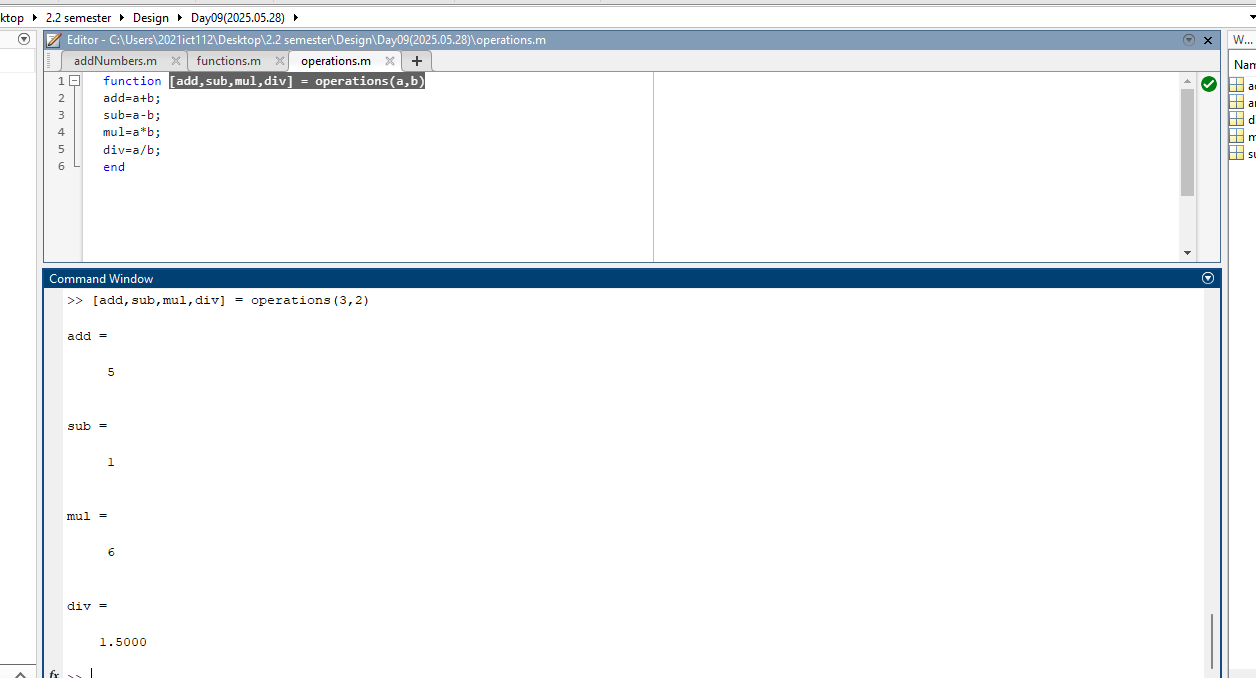 ktop ▸ 2.2 semester ▸ Design ▸ Day09(2025.05.28) ▸
Editor - C:\Users\2021ict112\Desktop\2.2 semester\Design\Day09(2025.05.28)\operations.m
W...
addNumbers.m functions.m operations.m +
1 function [add,sub,mul,div] = operations(a,b)
2 add=a+b;
3 sub=a-b;
4 mul=a*b;
5 div=a/b;
6 end
Command Window
>> [add,sub,mul,div] = operations(3,2)
add =
5
sub =
1
mul =
6
div =
1.5000
fx >>
Nam
a
d
m
su